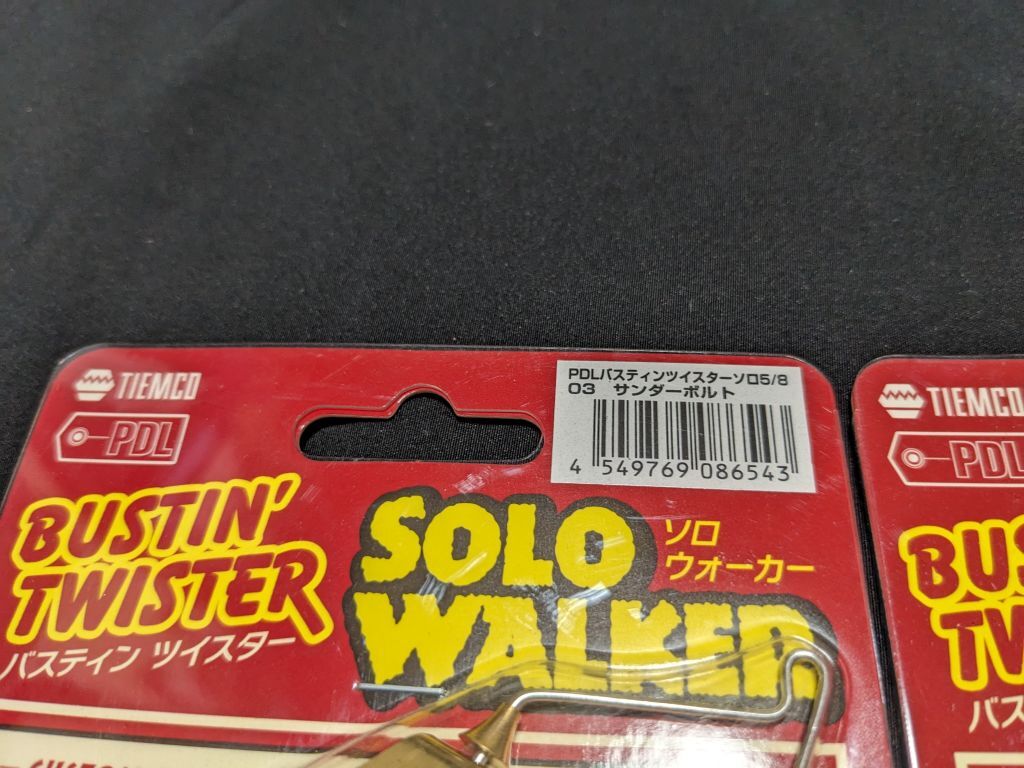 TIEMCO
PDL
BUSTIN'
TWISTER
バスティン ツイスター
PDLバスティンツイスターソロ5/8
03 サンダーボルト
4 549769 086543
SOLO
WALKER
ソロ
ウォーカー
TIEMCO
PDL